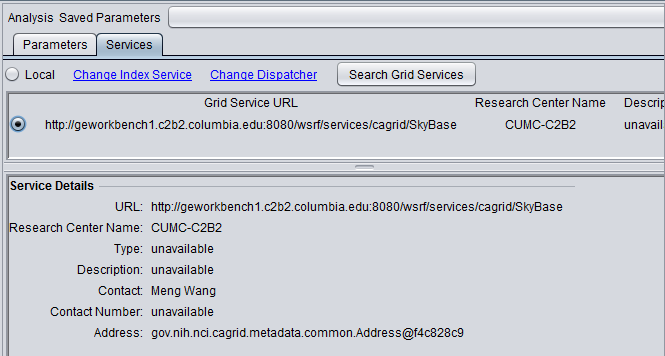 Analysis Saved Parameters
Parameters Services
Local Change Index Service Change Dispatcher Search Grid Services
Grid Service URL Research Center Name Descrip
http://geworkbench1.c2b2.columbia.edu:8080/wsrf/services/cagrid/SkyBase CUMC-C2B2 unavail
Service Details
URL: http://geworkbench1.c2b2.columbia.edu:8080/wsrf/services/cagrid/SkyBase
Research Center Name: CUMC-C2B2
Type: unavailable
Description: unavailable
Contact: Meng Wang
Contact Number: unavailable
Address: gov.nih.nci.cagrid.metadata.common.Address@f4c828c9